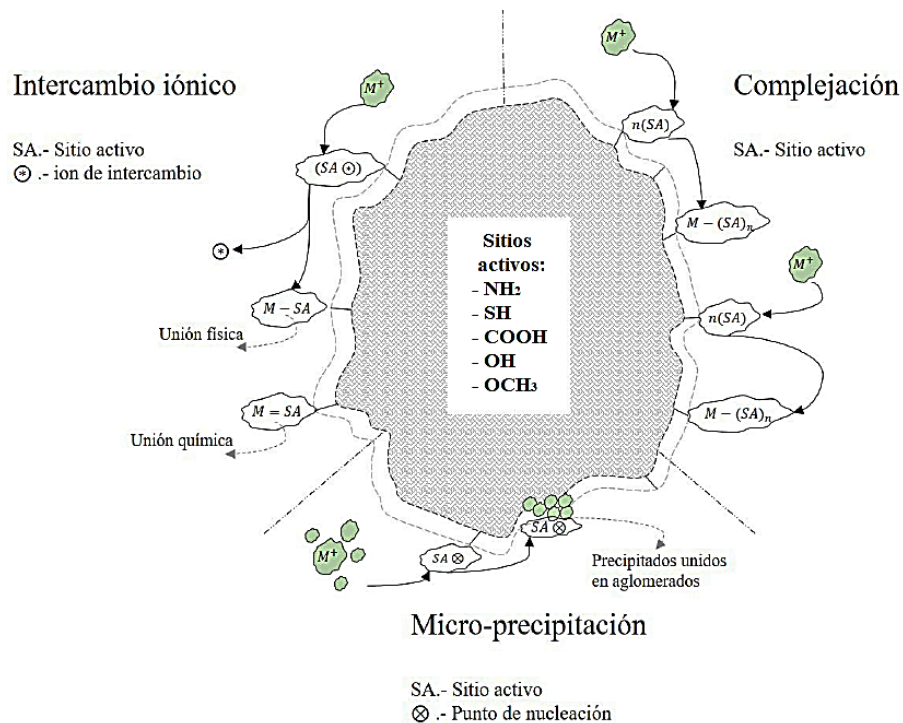 Intercambio iónico
SA.- Sitio activo
⊛ .- ion de intercambio
M⁺
(SA ⊛)
⊛
M − SA
Unión física
M = SA
Unión química
Sitios
activos:
- NH₂
- SH
- COOH
- OH
- OCH₃
Complejación
SA.- Sitio activo
M⁺
n(SA)
M − (SA)ₙ
M⁺
n(SA)
M − (SA)ₙ
M⁺
SA ⊗
SA ⊗
Precipitados unidos
en aglomerados
Micro-precipitación
SA.- Sitio activo
⊗ .- Punto de nucleación